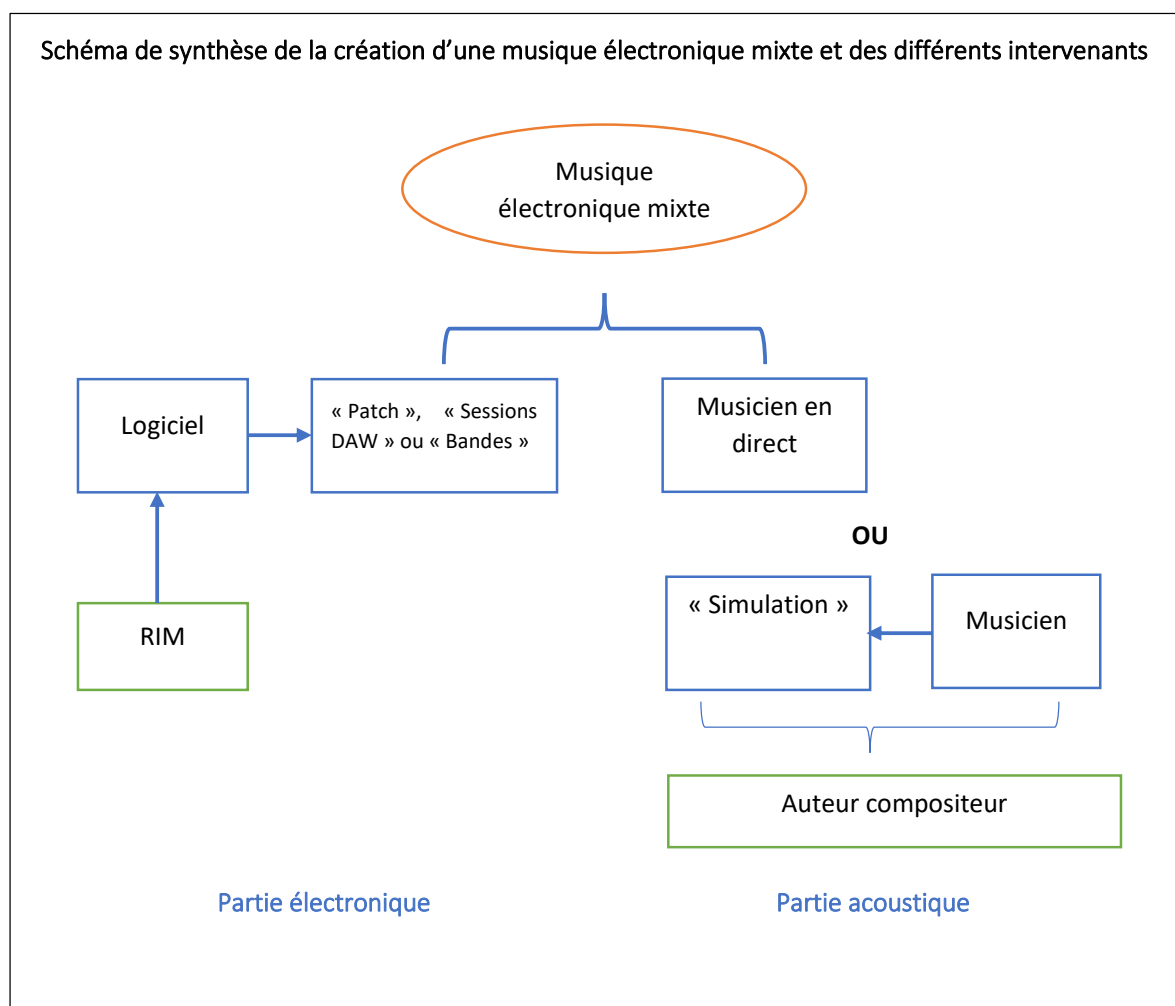 Schéma de synthèse de la création d’une musique électronique mixte et des différents intervenants
Musique
électronique mixte
Logiciel
« Patch », « Sessions
DAW » ou « Bandes »
Musicien en
direct
OU
RIM
« Simulation »
Musicien
Auteur compositeur
Partie électronique
Partie acoustique